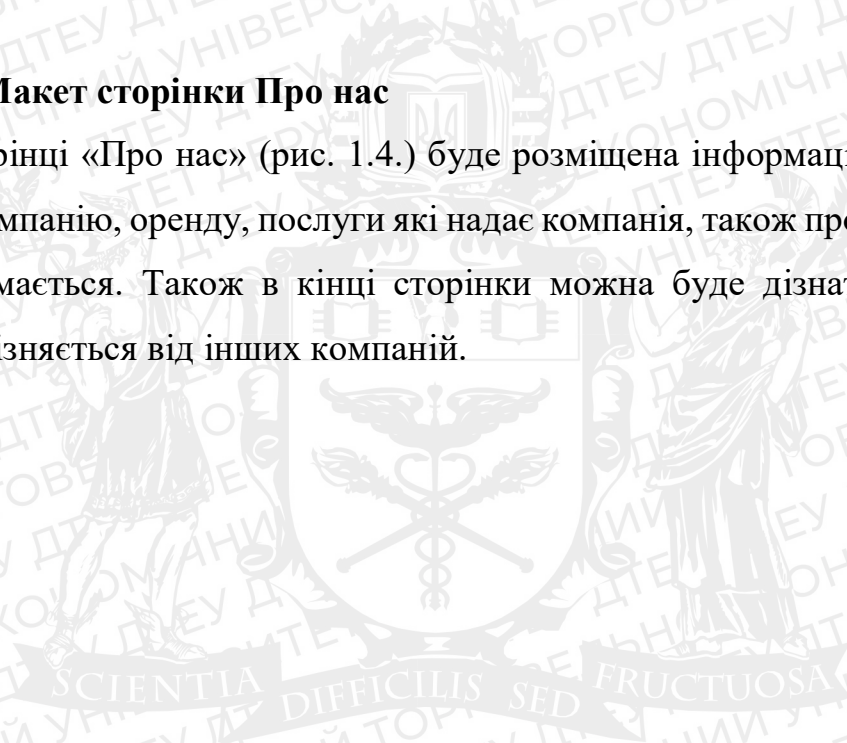 Макет сторінки Про нас
рінці «Про нас» (рис. 1.4.) буде розміщена інформаці
мпанію, оренду, послуги які надає компанія, також про
мається. Також в кінці сторінки можна буде дізнат
ізняється від інших компаній.
SCIENTIA DIFFICILIS SED FRUCTUOSA